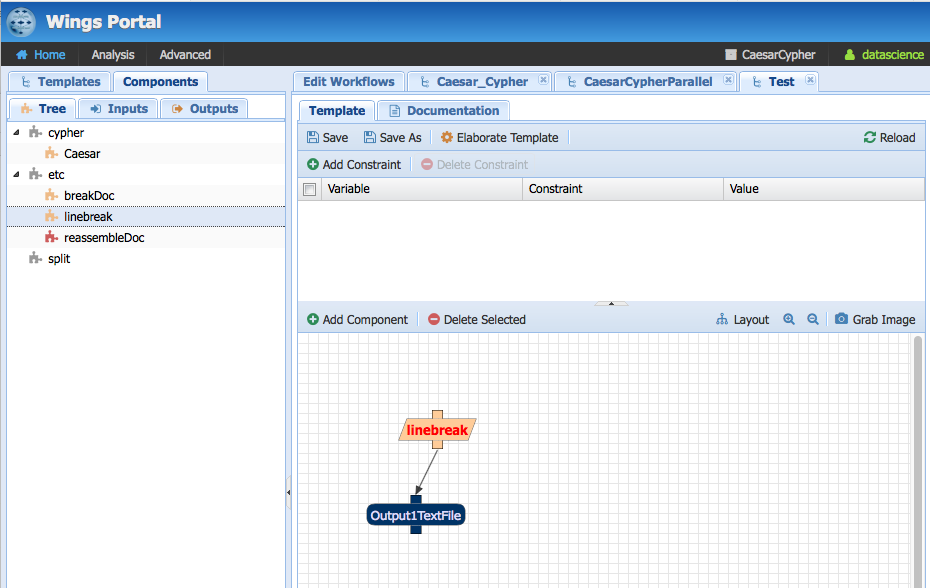 Wings Portal
Home Analysis Advanced CaesarCypher datascience
Templates Components Edit Workflows Caesar_Cypher CaesarCypherParallel Test
Tree Inputs Outputs Template Documentation
cypher
Caesar
etc
breakDoc
linebreak
reassembleDoc
split
Save Save As Elaborate Template Reload
Add Constraint Delete Constraint
Variable Constraint Value
Add Component Delete Selected Layout Grab Image
linebreak
Output1TextFile